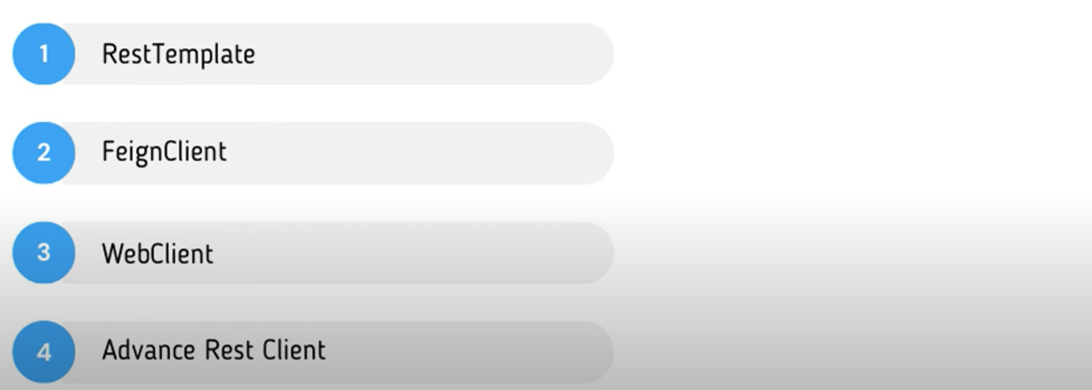 1 RestTemplate
2 FeignClient
3 WebClient
4 Advance Rest Client